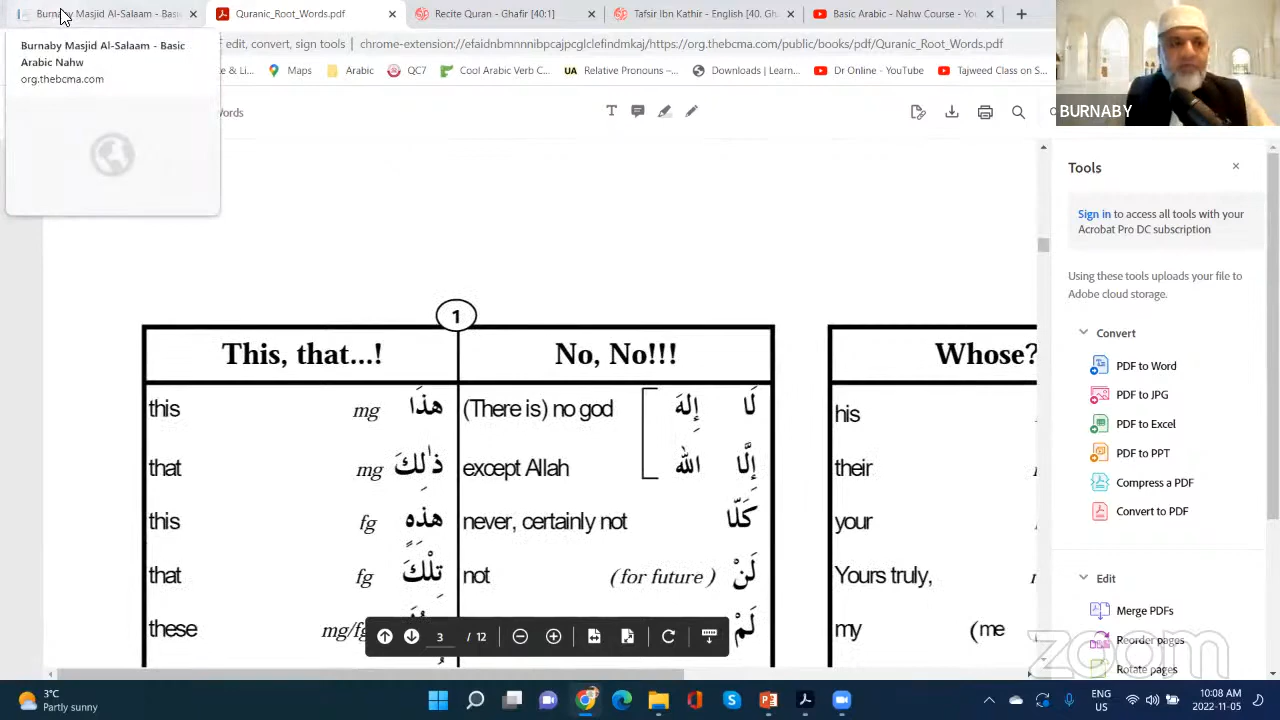 Burnaby Masjid Al-Salaam - Basic
Quranic_Root_Words.pdf
Recite Quran - Ghafir [40:1]
Tafsir Ibn Kathir - English
Basic Arabic – Nahw Course - You
Burnaby Masjid Al-Salaam - Basic
Arabic Nahw
org.thebcma.com
edit, convert, sign tools | chrome-extension://efaidnbmnnnibpcajpcglclefindmkaj/https://org.thebcma.com/public/books/pdf/Quranic_Root_Words.pdf
Maps
Arabic
QC7
Cool Arabic Verb C...
UA Relative Pronouns –...
Downloads | Learn...
Dr Online - YouTube
Tajweed Class on S
BURNABY
Words
Tools
Sign in to access all tools with your
Acrobat Pro DC subscription
Using these tools uploads your file to
Adobe cloud storage.
Convert
PDF to Word
PDF to JPG
PDF to Excel
PDF to PPT
Compress a PDF
Convert to PDF
Edit
Merge PDFs
Reorder pages
Rotate pages
1
This, that...! No, No!!! Whose?
this mg هٰذَا (There is) no god لَا إِلٰهَ his
that mg ذٰلِكَ except Allah إِلَّا اللّٰه their
this fg هٰذِهِ never, certainly not كَلَّا your
that fg تِلْكَ not (for future) لَنْ Yours truly,
these mg/fg لَمْ my (me
3 / 12
zoom
3°C
Partly sunny
ENG
US
10:08 AM
2022-11-05